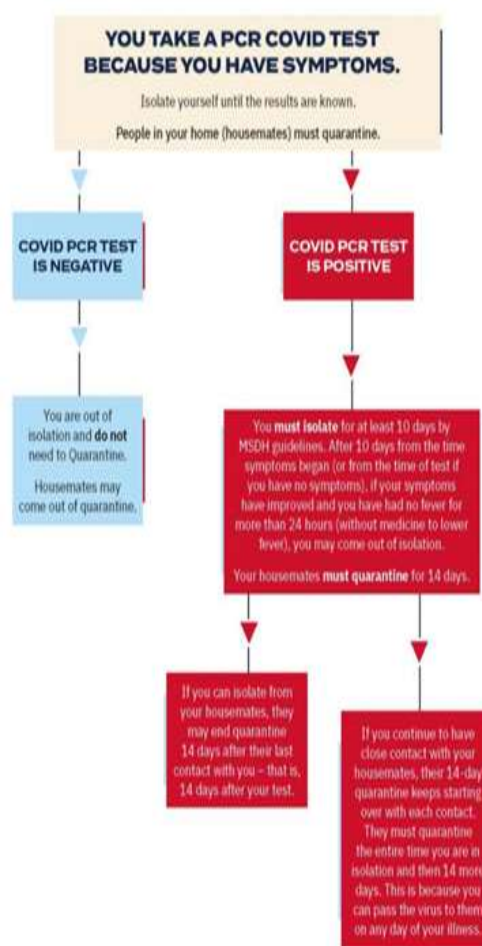 YOU TAKE A PCR COVID TEST
BECAUSE YOU HAVE SYMPTOMS.
Isolate yourself until the results are known.
People in your home (housemates) must quarantine.
COVID PCR TEST
IS NEGATIVE
COVID PCR TEST
IS POSITIVE
You are out of
isolation and do not
need to Quarantine.
Housemates may
come out of quarantine.
You must isolate for at least 10 days by
MSDH guidelines. After 10 days from the time
symptoms began (or from the time of test if
you have no symptoms), if your symptoms
have improved and you have had no fever for
more than 24 hours (without medicine to lower
fever), you may come out of isolation.
Your housemates must quarantine for 14 days.
If you can isolate from
your housemates, they
may end quarantine
14 days after their last
contact with you – that is,
14 days after your test.
If you continue to have
close contact with your
housemates, their 14-day
quarantine keeps starting
over with each contact.
They must quarantine
the entire time you are in
isolation and then 14 more
days. This is because you
can pass the virus to them
on any day of your illness.